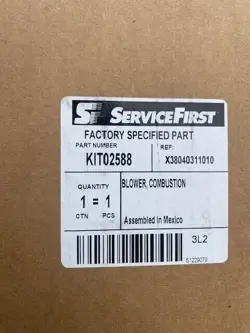 SF SERVICEFIRST
FACTORY SPECIFIED PART
PART NUMBER
REF:
KIT02588
X38040311010
QUANTITY
BLOWER, COMBUSTION
1 = 1
CTN PCS
Assembled in Mexico
3L2
61229079